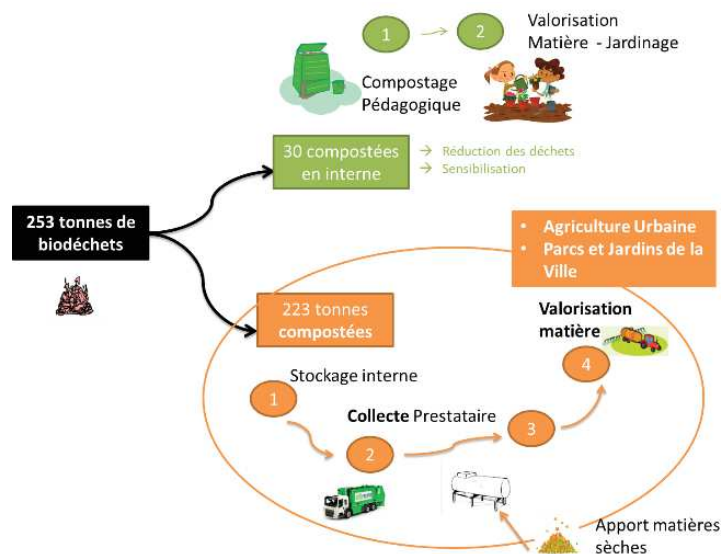 1
2
Valorisation
Matière - Jardinage
Compostage
Pédagogique
30 compostées
en interne
→ Réduction des déchets
→ Sensibilisation
253 tonnes de
biodéchets
• Agriculture Urbaine
• Parcs et Jardins de la
Ville
223 tonnes
compostées
Valorisation
matière
4
Stockage interne
1
Collecte Prestataire
3
2
Apport matières
sèches